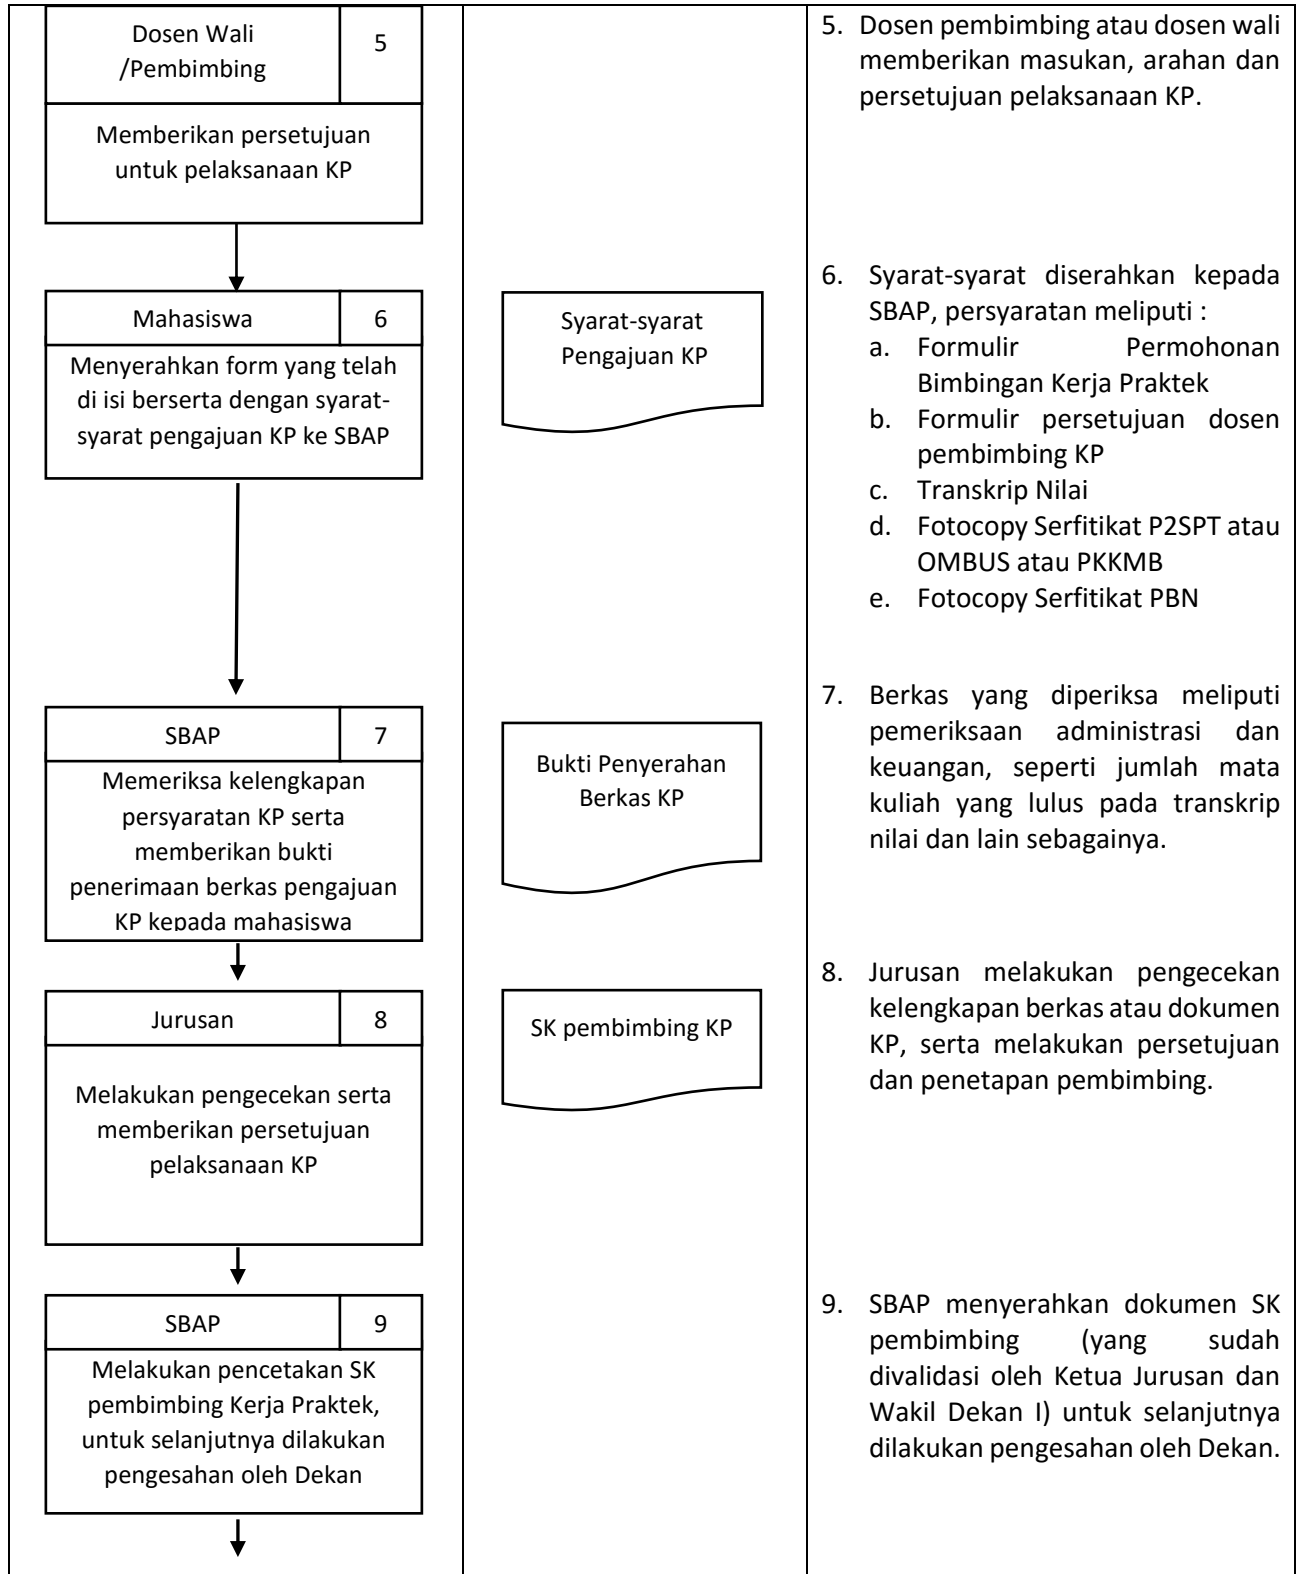 Dosen Wali
/Pembimbing
5
Memberikan persetujuan
untuk pelaksanaan KP
5. Dosen pembimbing atau dosen wali
memberikan masukan, arahan dan
persetujuan pelaksanaan KP.
Mahasiswa
6
Menyerahkan form yang telah
di isi berserta dengan syarat-
syarat pengajuan KP ke SBAP
Syarat-syarat
Pengajuan KP
6. Syarat-syarat diserahkan kepada
SBAP, persyaratan meliputi :
a. Formulir Permohonan
Bimbingan Kerja Praktek
b. Formulir persetujuan dosen
pembimbing KP
c. Transkrip Nilai
d. Fotocopy Serfitikat P2SPT atau
OMBUS atau PKKMB
e. Fotocopy Serfitikat PBN
SBAP
7
Memeriksa kelengkapan
persyaratan KP serta
memberikan bukti
penerimaan berkas pengajuan
KP kepada mahasiswa
Bukti Penyerahan
Berkas KP
7. Berkas yang diperiksa meliputi
pemeriksaan administrasi dan
keuangan, seperti jumlah mata
kuliah yang lulus pada transkrip
nilai dan lain sebagainya.
Jurusan
8
Melakukan pengecekan serta
memberikan persetujuan
pelaksanaan KP
SK pembimbing KP
8. Jurusan melakukan pengecekan
kelengkapan berkas atau dokumen
KP, serta melakukan persetujuan
dan penetapan pembimbing.
SBAP
9
Melakukan pencetakan SK
pembimbing Kerja Praktek,
untuk selanjutnya dilakukan
pengesahan oleh Dekan
9. SBAP menyerahkan dokumen SK
pembimbing (yang sudah
divalidasi oleh Ketua Jurusan dan
Wakil Dekan I) untuk selanjutnya
dilakukan pengesahan oleh Dekan.